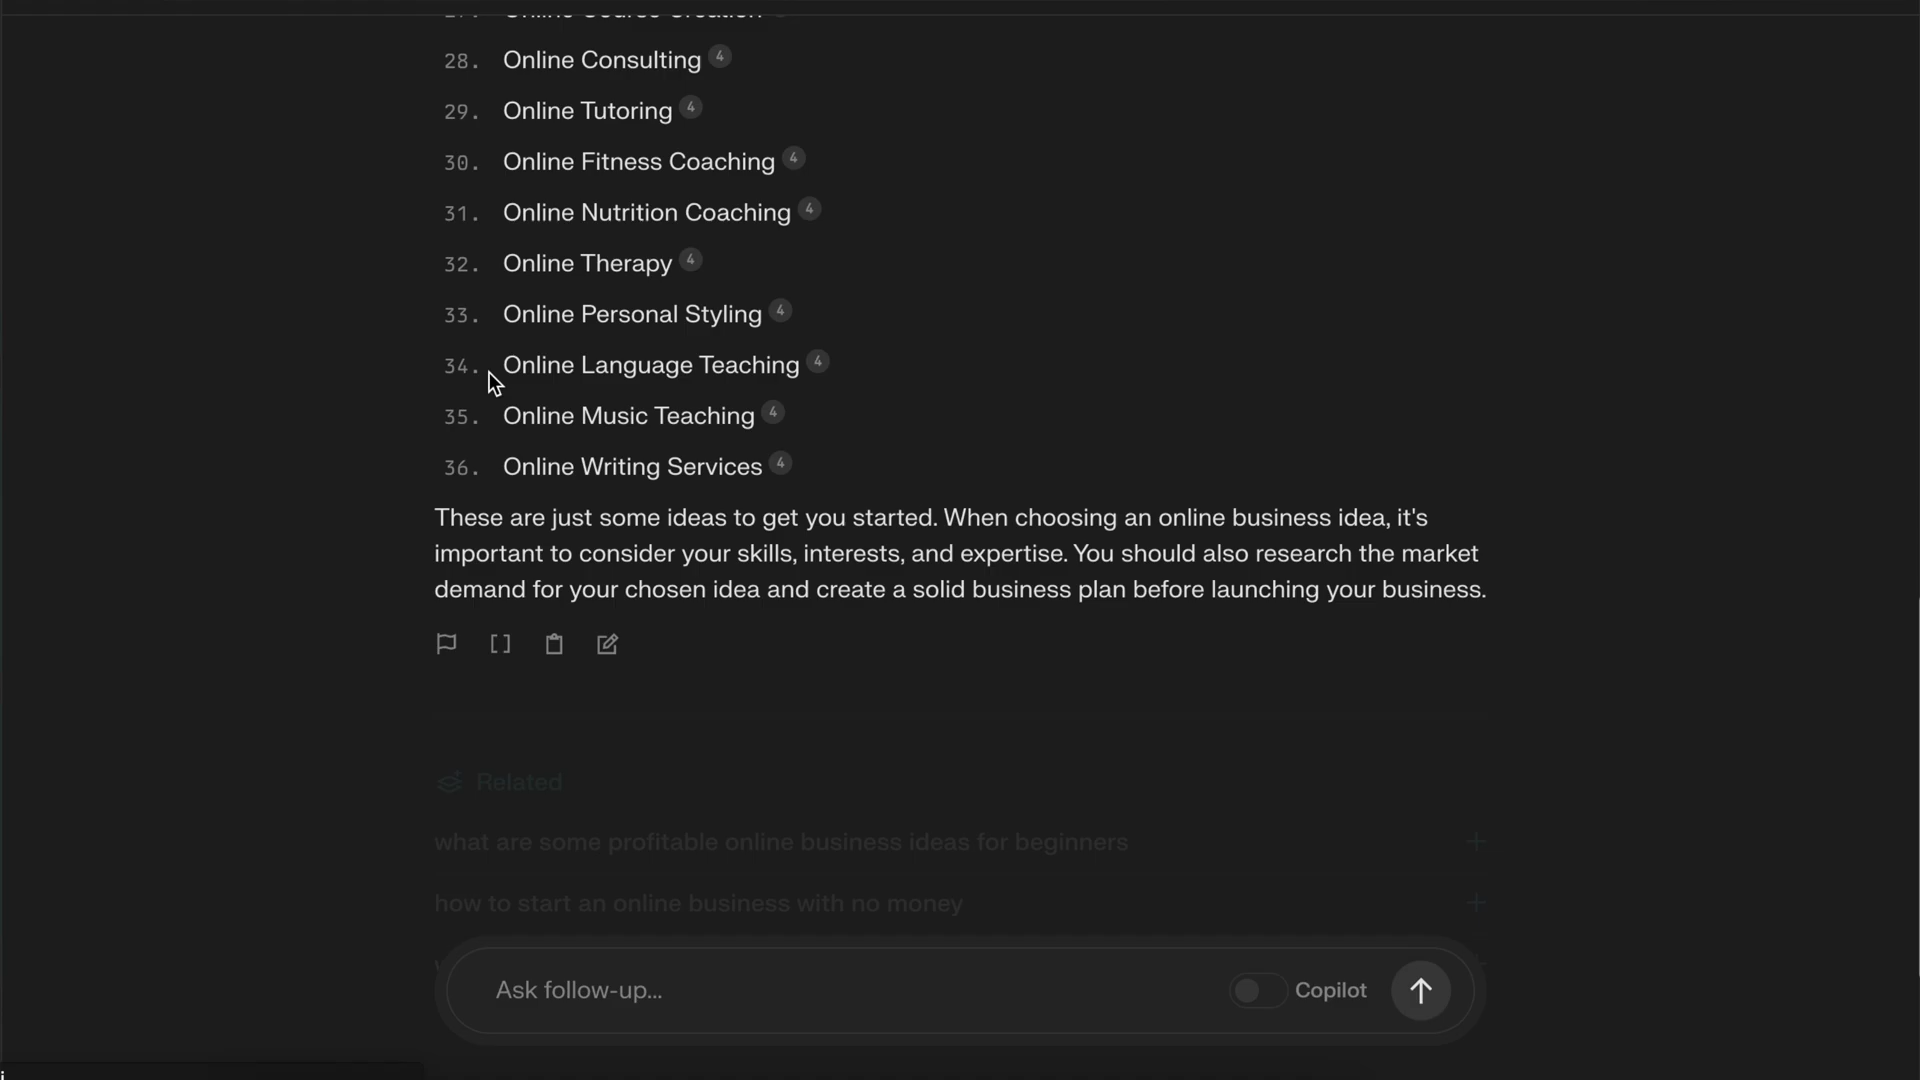 27. Online Course Creation
28. Online Consulting 4
29. Online Tutoring 4
30. Online Fitness Coaching 4
31. Online Nutrition Coaching 4
32. Online Therapy 4
33. Online Personal Styling 4
34. Online Language Teaching 4
35. Online Music Teaching 4
36. Online Writing Services 4
These are just some ideas to get you started. When choosing an online business idea, it's
important to consider your skills, interests, and expertise. You should also research the market
demand for your chosen idea and create a solid business plan before launching your business.
Related
what are some profitable online business ideas for beginners
how to start an online business with no money
Ask follow-up... Copilot